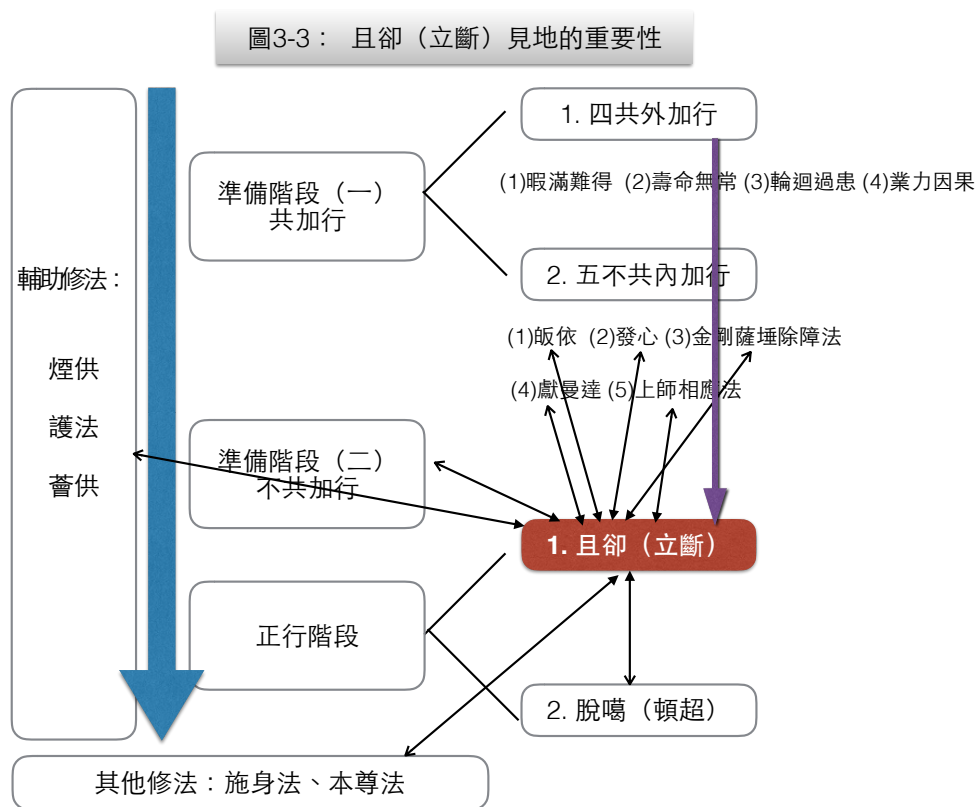 圖3-3： 且卻（立斷）見地的重要性
輔助修法：
煙供
護法
薈供
準備階段（一）
共加行
1. 四共外加行
(1)暇滿難得 (2)壽命無常 (3)輪迴過患 (4)業力因果
2. 五不共內加行
(1)皈依 (2)發心 (3)金剛薩埵除障法
(4)獻曼達 (5)上師相應法
準備階段（二）
不共加行
正行階段
1. 且卻（立斷）
2. 脫噶（頓超）
其他修法：施身法、本尊法